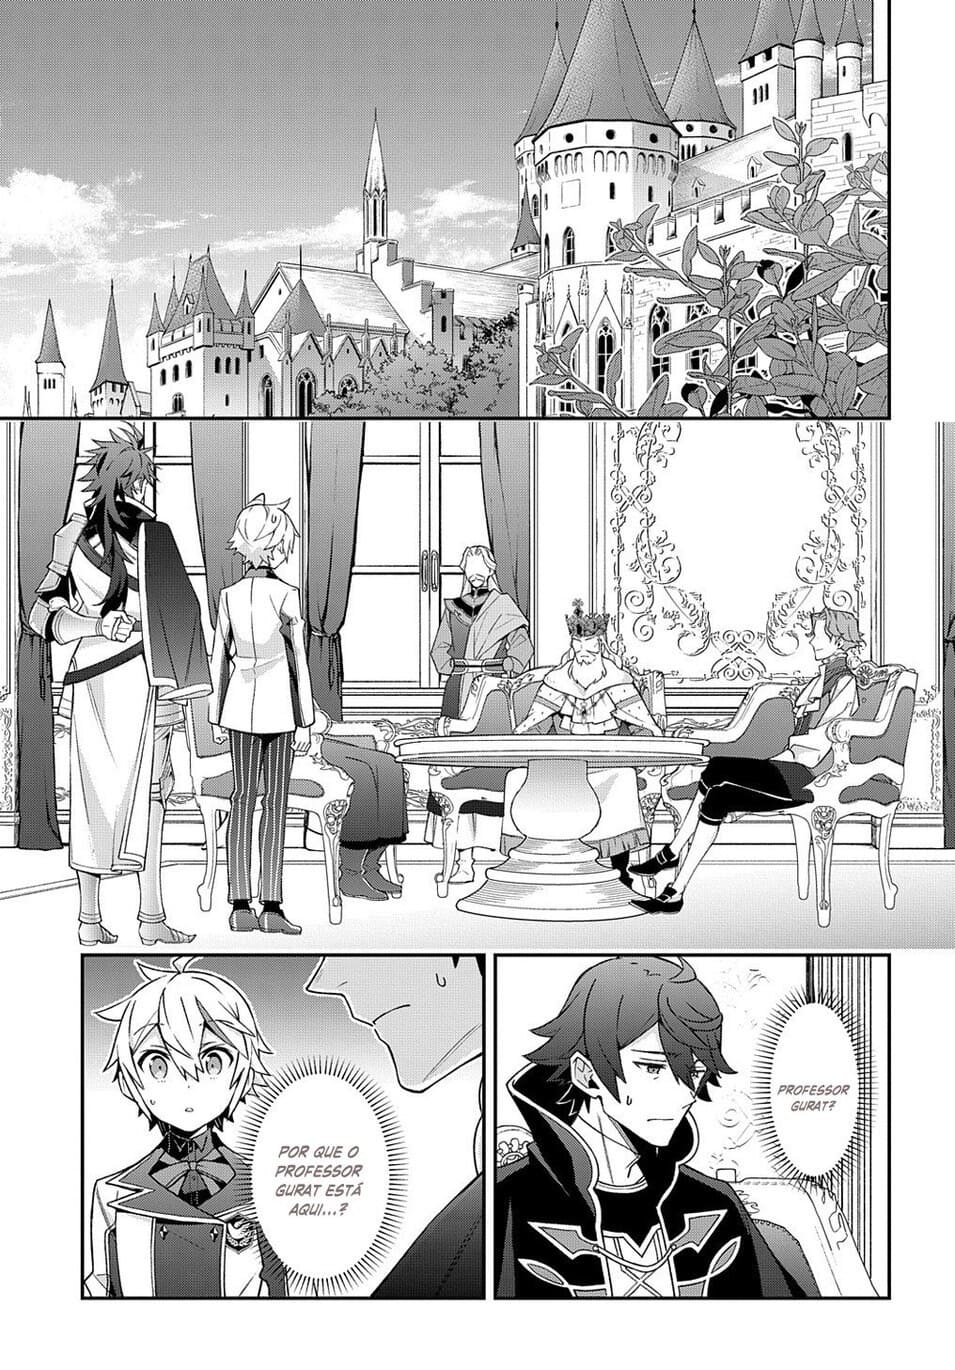 PROFESSOR
GURAT?
POR QUE O
PROFESSOR
GURAT ESTÁ
AQUI...?